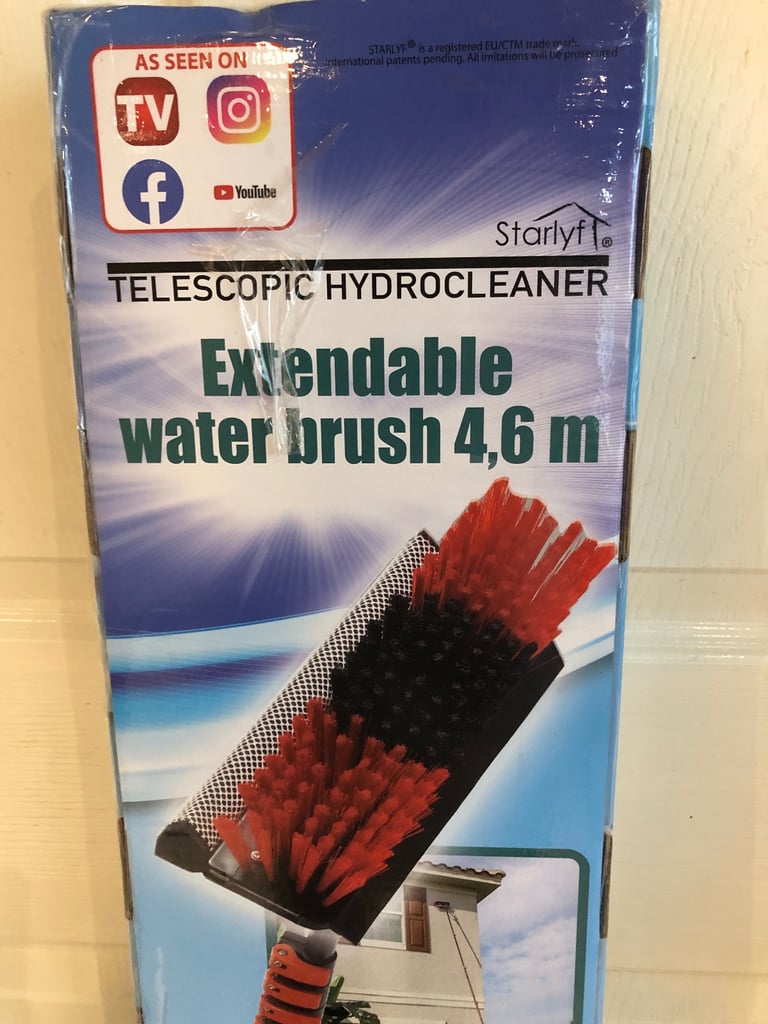 AS SEEN ON
TV
f
YouTube
STARLYF® is a registered EU/CTM trade mark.
International patents pending. All imitations will be prosecuted
Starlyf®
TELESCOPIC HYDROCLEANER
Extendable
water brush 4,6 m